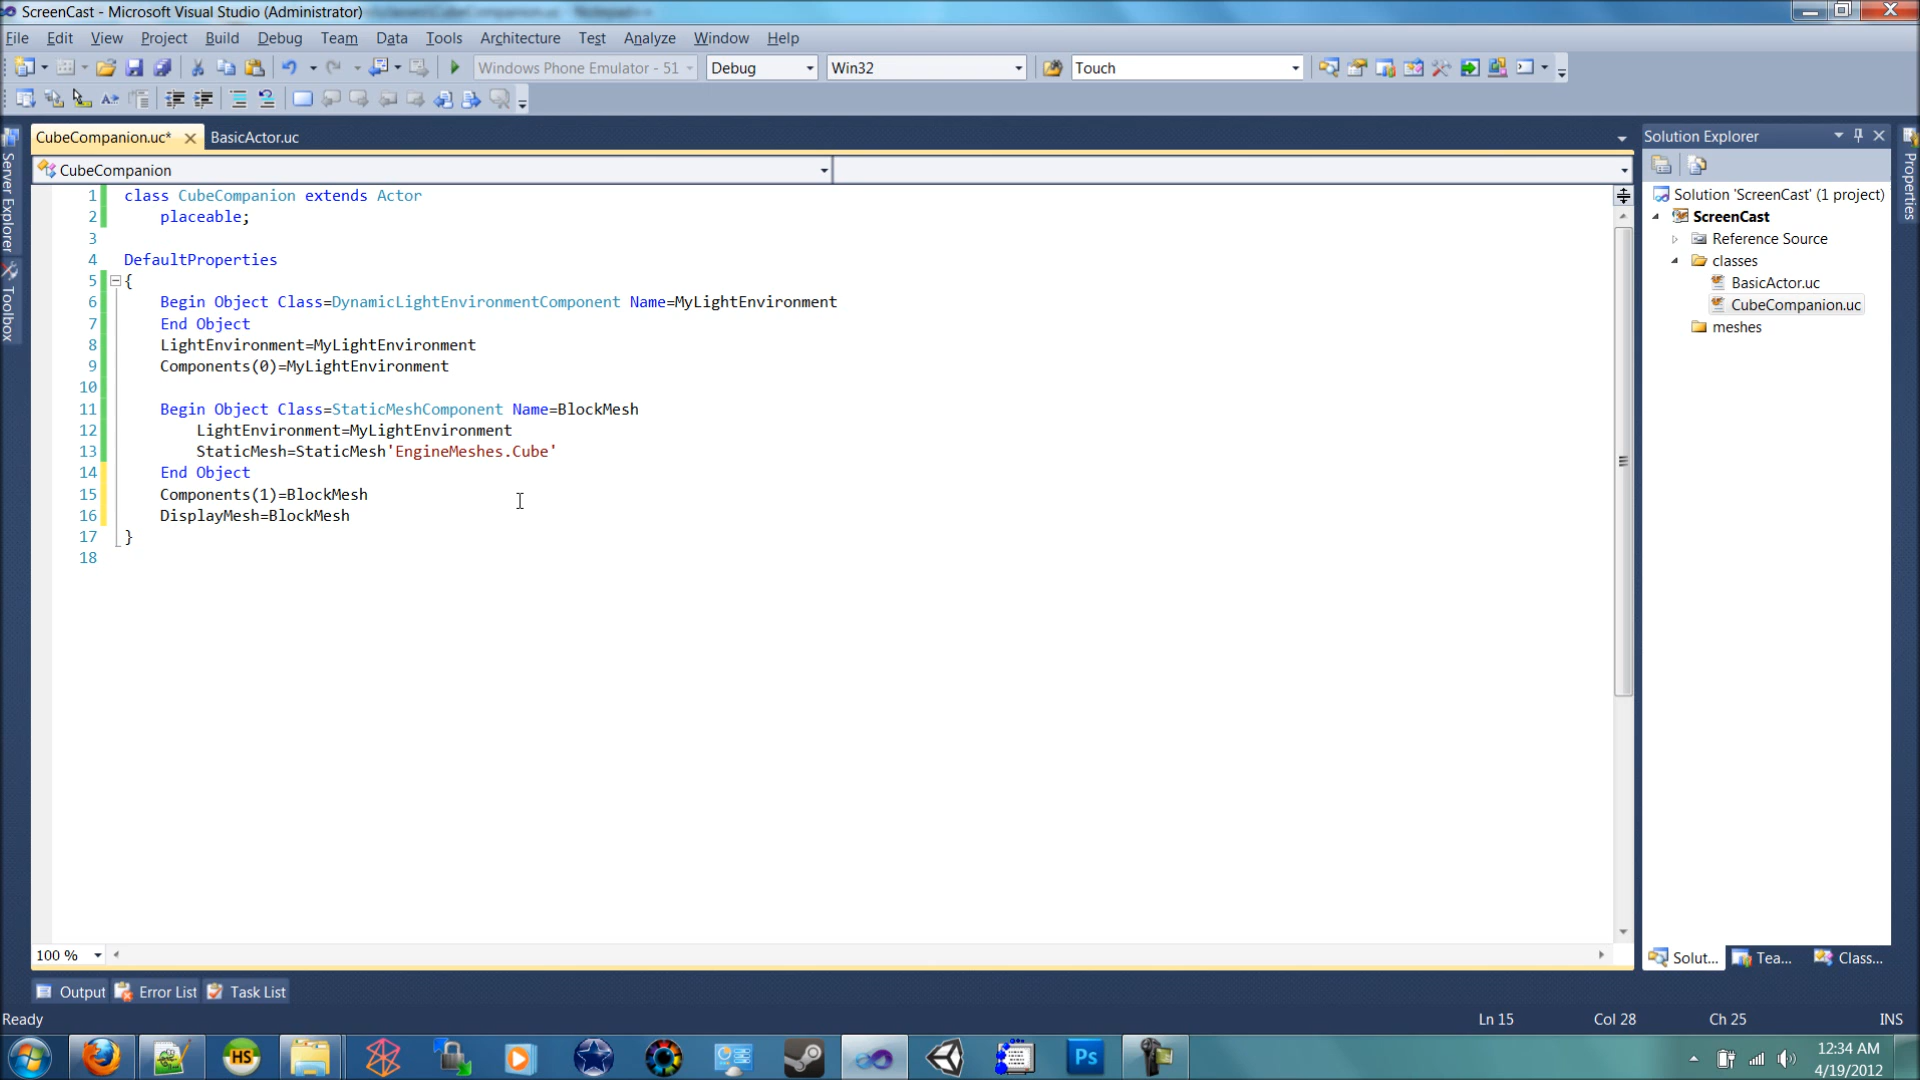 ScreenCast - Microsoft Visual Studio (Administrator)
File Edit View Project Build Debug Team Data Tools Architecture Test Analyze Window Help
Windows Phone Emulator - 51 Debug Win32 Touch
CubeCompanion.uc* BasicActor.uc
CubeCompanion
1 class CubeCompanion extends Actor
2 placeable;
3
4 DefaultProperties
5 {
6 Begin Object Class=DynamicLightEnvironmentComponent Name=MyLightEnvironment
7 End Object
8 LightEnvironment=MyLightEnvironment
9 Components(0)=MyLightEnvironment
10
11 Begin Object Class=StaticMeshComponent Name=BlockMesh
12 LightEnvironment=MyLightEnvironment
13 StaticMesh=StaticMesh'EngineMeshes.Cube'
14 End Object
15 Components(1)=BlockMesh
16 DisplayMesh=BlockMesh
17 }
18
100 %
Server Explorer
Toolbox
Solution Explorer
Solution 'ScreenCast' (1 project)
ScreenCast
Reference Source
classes
BasicActor.uc
CubeCompanion.uc
meshes
Properties
Solut... Tea... Class...
Output Error List Task List
Ready Ln 15 Col 28 Ch 25 INS
HS Ps
12:34 AM
4/19/2012